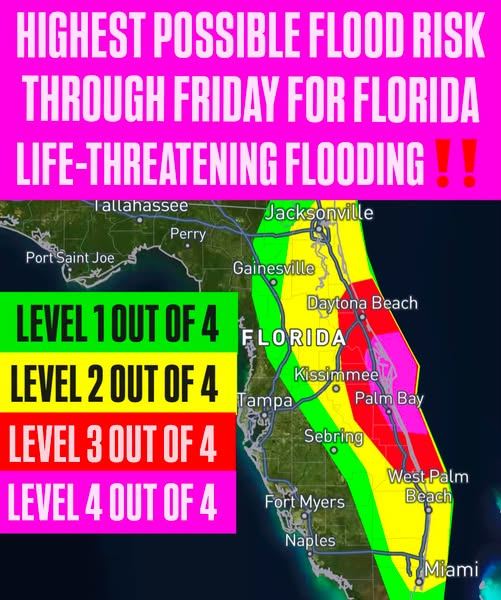 HIGHEST POSSIBLE FLOOD RISK
THROUGH FRIDAY FOR FLORIDA
LIFE-THREATENING FLOODING‼️
Tallahassee
Jacksonville
Perry
Port Saint Joe
Gainesville
Daytona Beach
LEVEL 1 OUT OF 4
FLORIDA
LEVEL 2 OUT OF 4
Kissimmee
Tampa
Palm Bay
LEVEL 3 OUT OF 4
Sebring
West Palm
Beach
LEVEL 4 OUT OF 4
Fort Myers
Naples
Miami